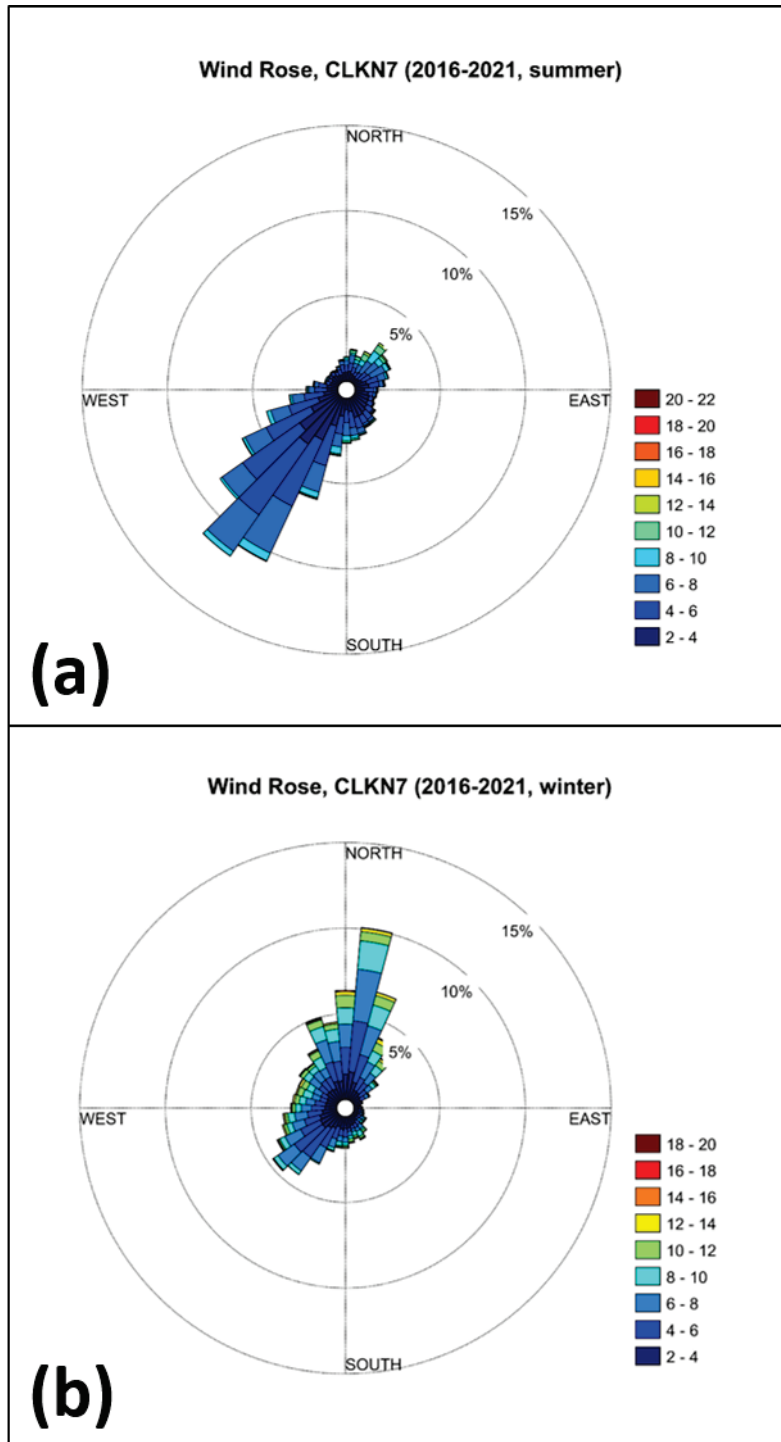 Wind Rose, CLKN7 (2016-2021, summer)
NORTH
15%
10%
5%
WEST
EAST
20 - 22
18 - 20
16 - 18
14 - 16
12 - 14
10 - 12
8 - 10
6 - 8
4 - 6
2 - 4
SOUTH
(a)
Wind Rose, CLKN7 (2016-2021, winter)
NORTH
15%
10%
5%
WEST
EAST
18 - 20
16 - 18
14 - 16
12 - 14
10 - 12
8 - 10
6 - 8
4 - 6
2 - 4
SOUTH
(b)